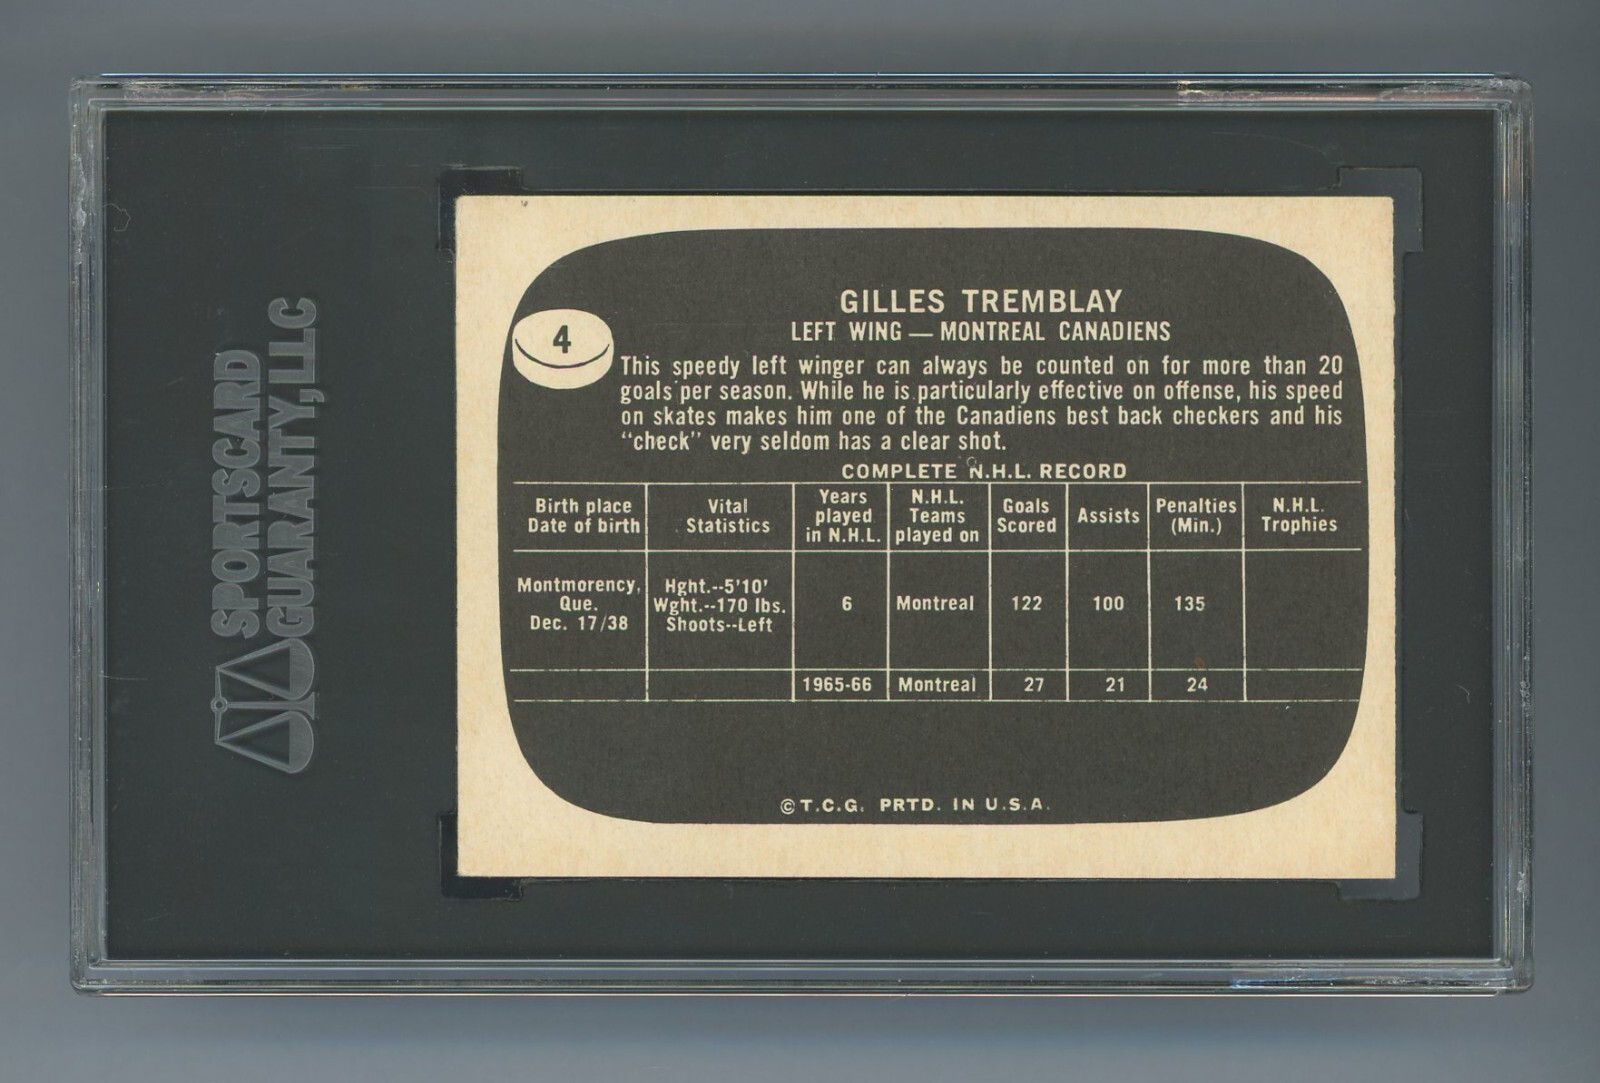 SPORTSCARD
GUARANTY,LLC
4
GILLES TREMBLAY
LEFT WING — MONTREAL CANADIENS
This speedy left winger can always be counted on for more than 20
goals per season. While he is particularly effective on offense, his speed
on skates makes him one of the Canadiens best back checkers and his
"check" very seldom has a clear shot.
COMPLETE N.H.L. RECORD
Birth place
Date of birth
Vital
Statistics
Years
played
in N.H.L.
N.H.L.
Teams
played on
Goals
Scored
Assists
Penalties
(Min.)
N.H.L.
Trophies
Montmorency,
Que.
Dec. 17/38
Hght.--5'10'
Wght.--170 lbs.
Shoots--Left
6
Montreal
122
100
135
1965-66
Montreal
27
21
24
© T.C.G. PRTD. IN U.S.A.